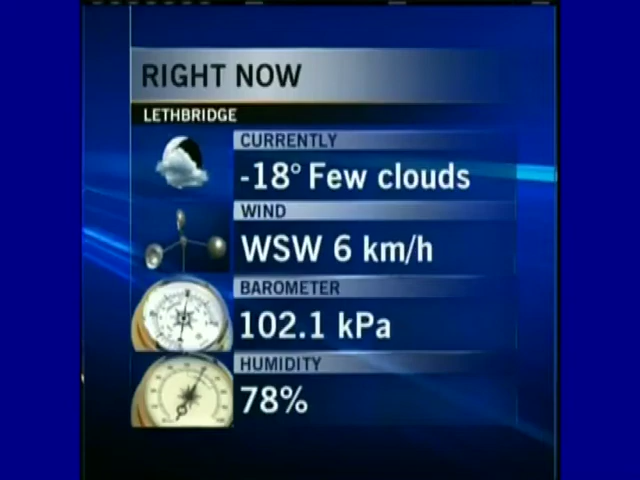 RIGHT NOW
LETHBRIDGE
CURRENTLY
-18° Few clouds
WIND
WSW 6 km/h
BAROMETER
102.1 kPa
HUMIDITY
78%